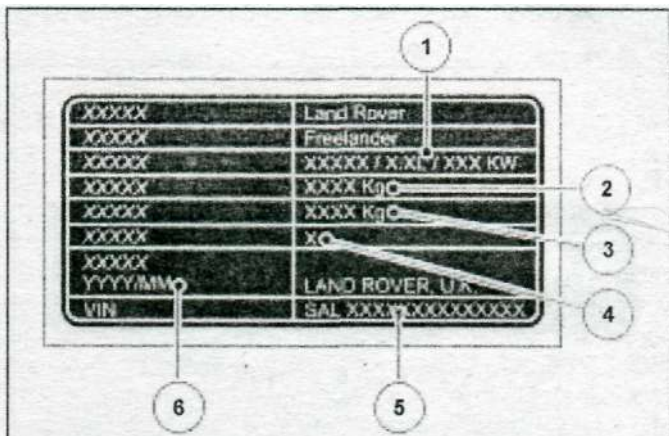 1
XXXXX Land Rover
XXXXX Freelander
XXXXX XXXXX / X.XL / XXX KW
XXXXX XXXX Kg 2
XXXXX XXXX Kg
XXXXX X 3
XXXXX
YYYY/MM LAND ROVER, U.K. 4
VIN SAL XXXXXXXXXXXXXX
6 5